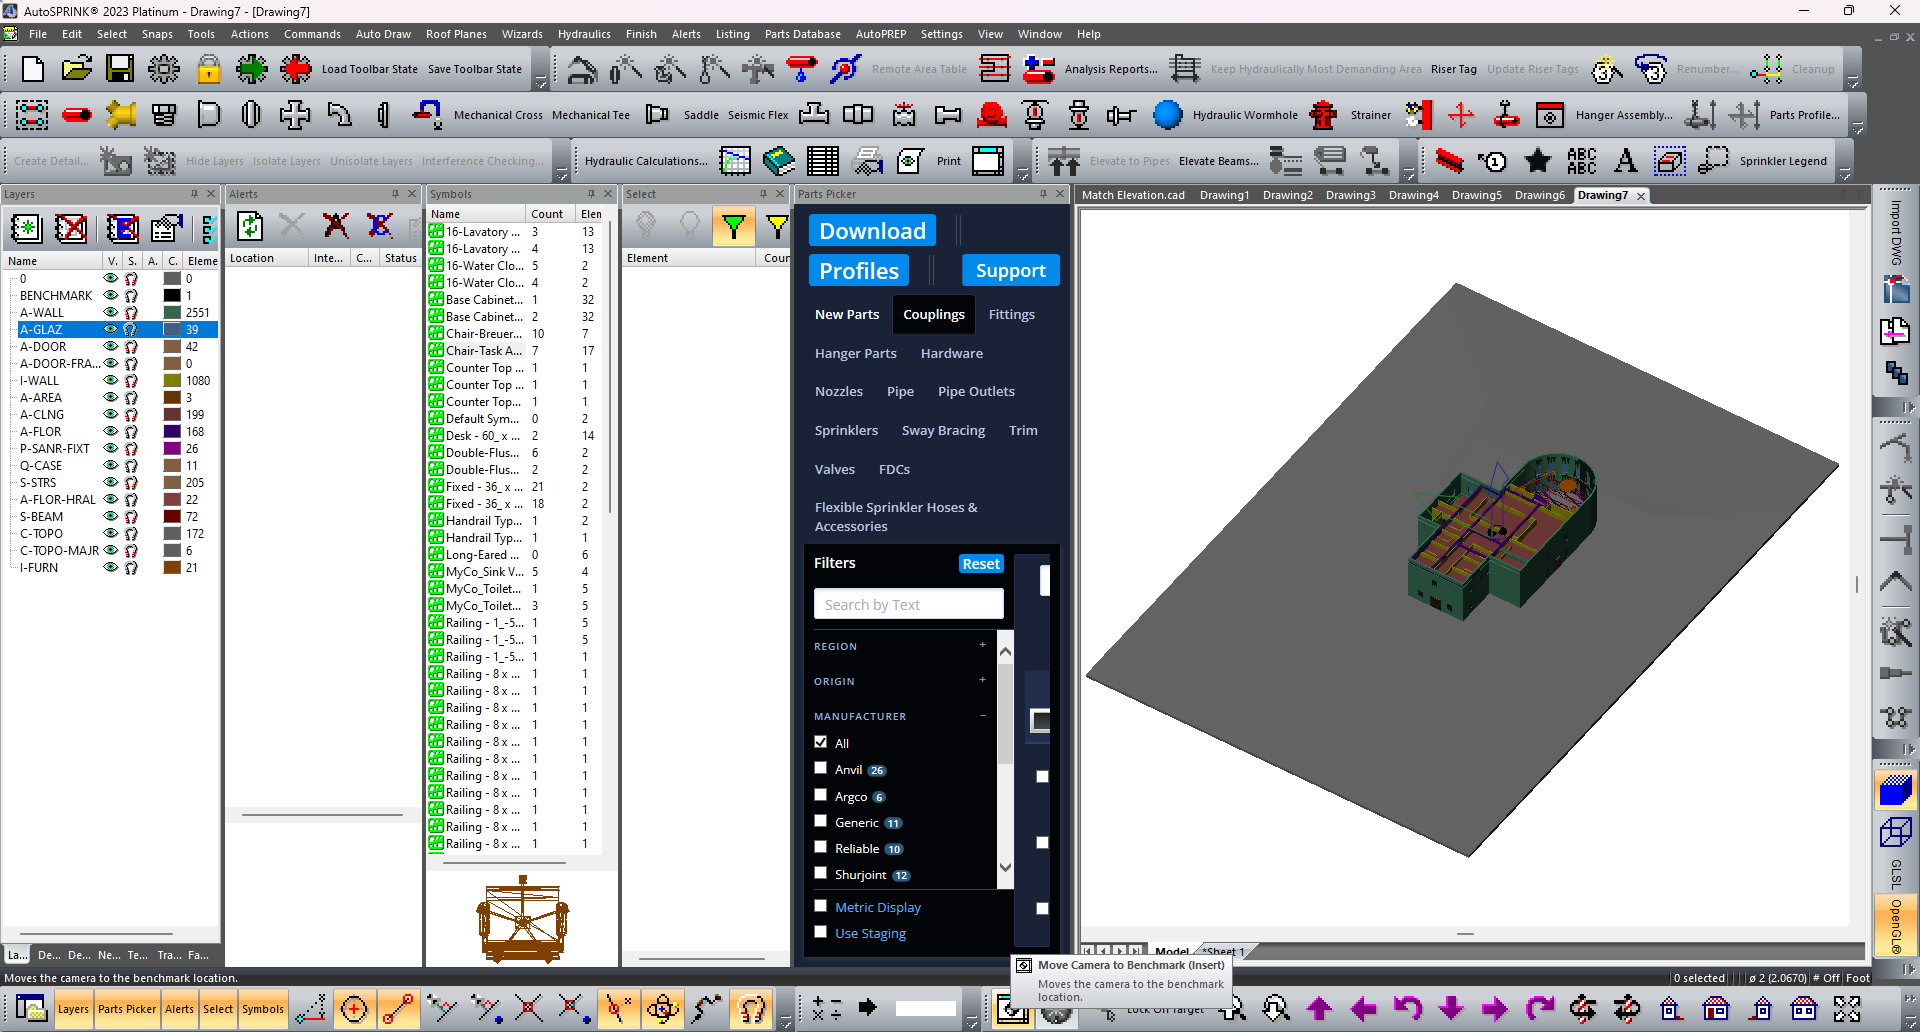 AutoSPRINK® 2023 Platinum - Drawing7 - [Drawing7]
File Edit Select Snaps Tools Actions Commands Auto Draw Roof Planes Wizards Hydraulics Finish Alerts Listing Parts Database AutoPREP Settings View Window Help
Load Toolbar State Save Toolbar State Remote Area Table Analysis Reports... Keep Hydraulically Most Demanding Area Riser Tag Update Riser Tags Renumber... Cleanup
Mechanical Cross Mechanical Tee Saddle Seismic Flex Hydraulic Wormhole Strainer Hanger Assembly... Parts Profile...
Create Detail... Hide Layers Isolate Layers Unisolate Layers Interference Checking... Hydraulic Calculations... Print Elevate to Pipes Elevate Beams... ABC ABC A Sprinkler Legend
Layers
Name V. S. A. C. Eleme
0 0
BENCHMARK 1
A-WALL 2551
A-GLAZ 39
A-DOOR 42
A-DOOR-FRA... 0
I-WALL 1080
A-AREA 3
A-CLNG 199
A-FLOR 168
P-SANR-FIXT 26
Q-CASE 11
S-STRS 205
A-FLOR-HRAL 22
S-BEAM 72
C-TOPO 172
C-TOPO-MAJR 6
I-FURN 21
La... De... De... Ne... Te... Tra... Fa...
Alerts
Location Inte... C... Status
Symbols
Name Count Elen
16-Lavatory ... 3 13
16-Lavatory ... 4 13
16-Water Clo... 5 2
16-Water Clo... 4 2
Base Cabinet... 1 32
Base Cabinet... 2 32
Chair-Breuer... 10 7
Chair-Task A... 7 17
Counter Top ... 1 1
Counter Top ... 1 1
Counter Top... 1 1
Default Sym... 0 2
Desk - 60_ x ... 2 14
Double-Flus... 6 2
Double-Flus... 2 2
Fixed - 36_ x ... 21 2
Fixed - 36_ x ... 18 2
Handrail Typ... 1 2
Handrail Typ... 1 1
Long-Eared ... 0 6
MyCo_Sink V... 5 4
MyCo_Toilet... 1 5
MyCo_Toilet... 3 5
Railing - 1_-5... 1 5
Railing - 1_-5... 1 5
Railing - 1_-5... 1 1
Railing - 8 x ... 1 1
Railing - 8 x ... 1 1
Railing - 8 x ... 1 1
Railing - 8 x ... 1 1
Railing - 8 x ... 1 1
Railing - 8 x ... 1 1
Railing - 8 x ... 1 1
Railing - 8 x ... 1 1
Railing - 8 x ... 1 1
Railing - 8 x ... 1 1
Railing - 8 x ... 1 1
Select
Element Coun
Parts Picker
Download
Profiles Support
New Parts Couplings Fittings
Hanger Parts Hardware
Nozzles Pipe Pipe Outlets
Sprinklers Sway Bracing Trim
Valves FDCs
Flexible Sprinkler Hoses &
Accessories
Filters Reset
Search by Text
REGION +
ORIGIN +
MANUFACTURER −
All
Anvil 26
Argco 6
Generic 11
Reliable 10
Shurjoint 12
Metric Display
Use Staging
Match Elevation.cad Drawing1 Drawing2 Drawing3 Drawing4 Drawing5 Drawing6 Drawing7
Model *Sheet 1
Import DWG
GLSL
OpenGL®
Move Camera to Benchmark (Insert)
Moves the camera to the benchmark
location.
Moves the camera to the benchmark location.
0 selected ø 2 (2.0670) # Off Foot
Layers Parts Picker Alerts Select Symbols Lock On Target